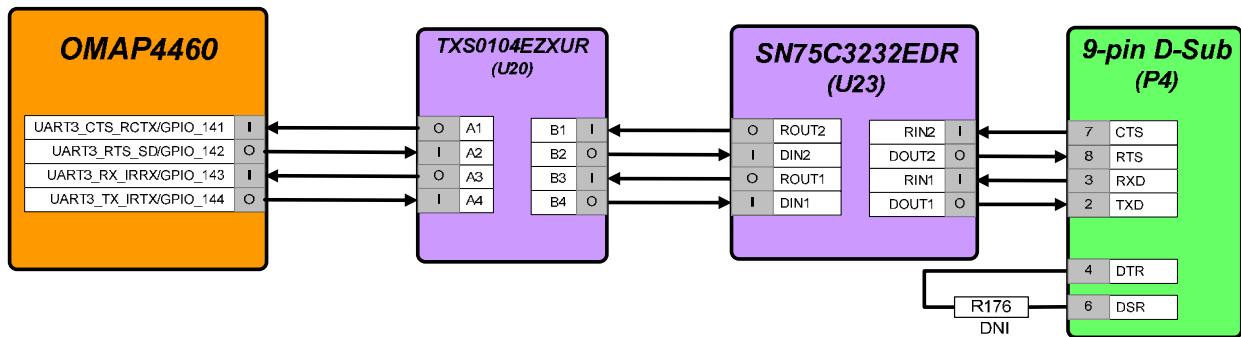 OMAP4460
UART3_CTS_RCTX/GPIO_141 I
UART3_RTS_SD/GPIO_142 O
UART3_RX_IRRX/GPIO_143 I
UART3_TX_IRTX/GPIO_144 O
TXS0104EZXUR
(U20)
O A1 B1 I
I A2 B2 O
O A3 B3 I
I A4 B4 O
SN75C3232EDR
(U23)
O ROUT2 RIN2 I
I DIN2 DOUT2 O
O ROUT1 RIN1 I
I DIN1 DOUT1 O
9-pin D-Sub
(P4)
7 CTS
8 RTS
3 RXD
2 TXD
4 DTR
6 DSR
R176
DNI